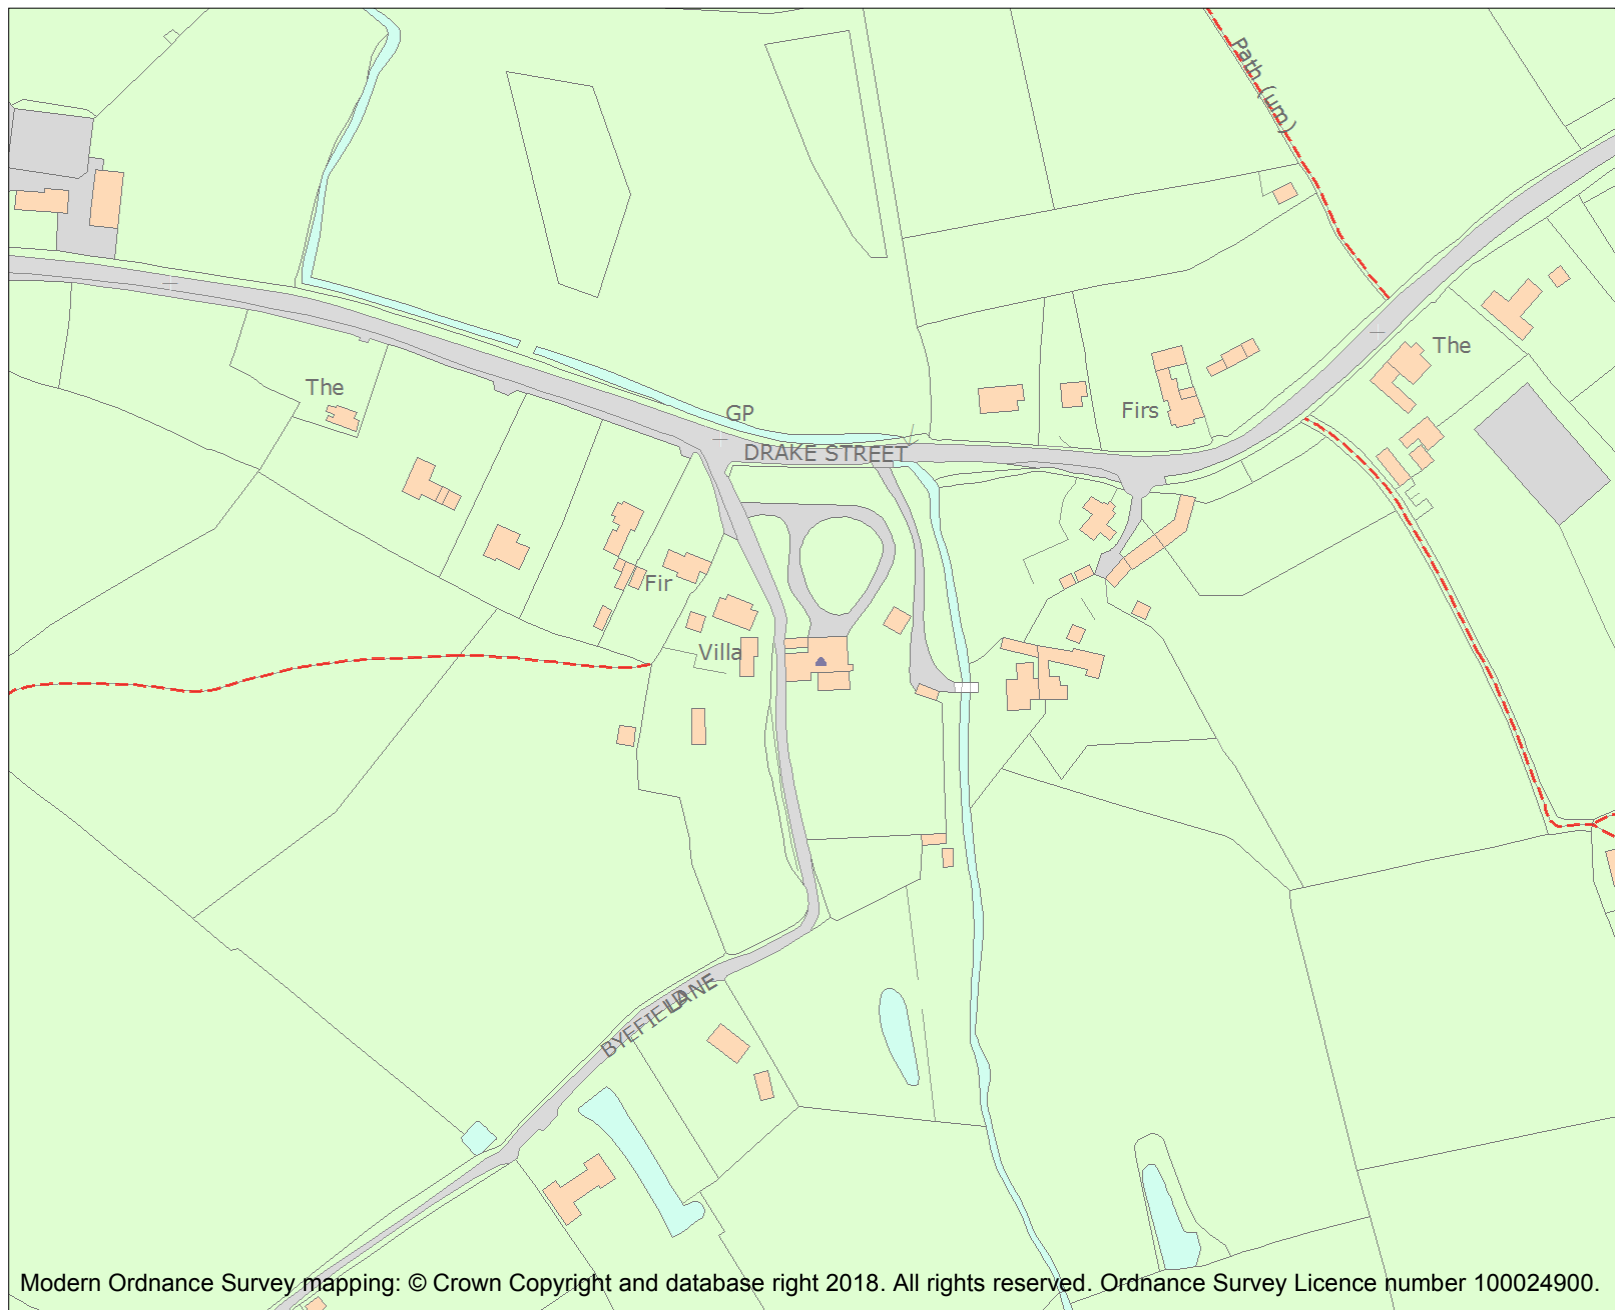 Path (um)
The
The
Firs
GP
DRAKE STREET
Fir
Villa
BYEFIELD
LANE
Modern Ordnance Survey mapping: © Crown Copyright and database right 2018. All rights reserved. Ordnance Survey Licence number 100024900.